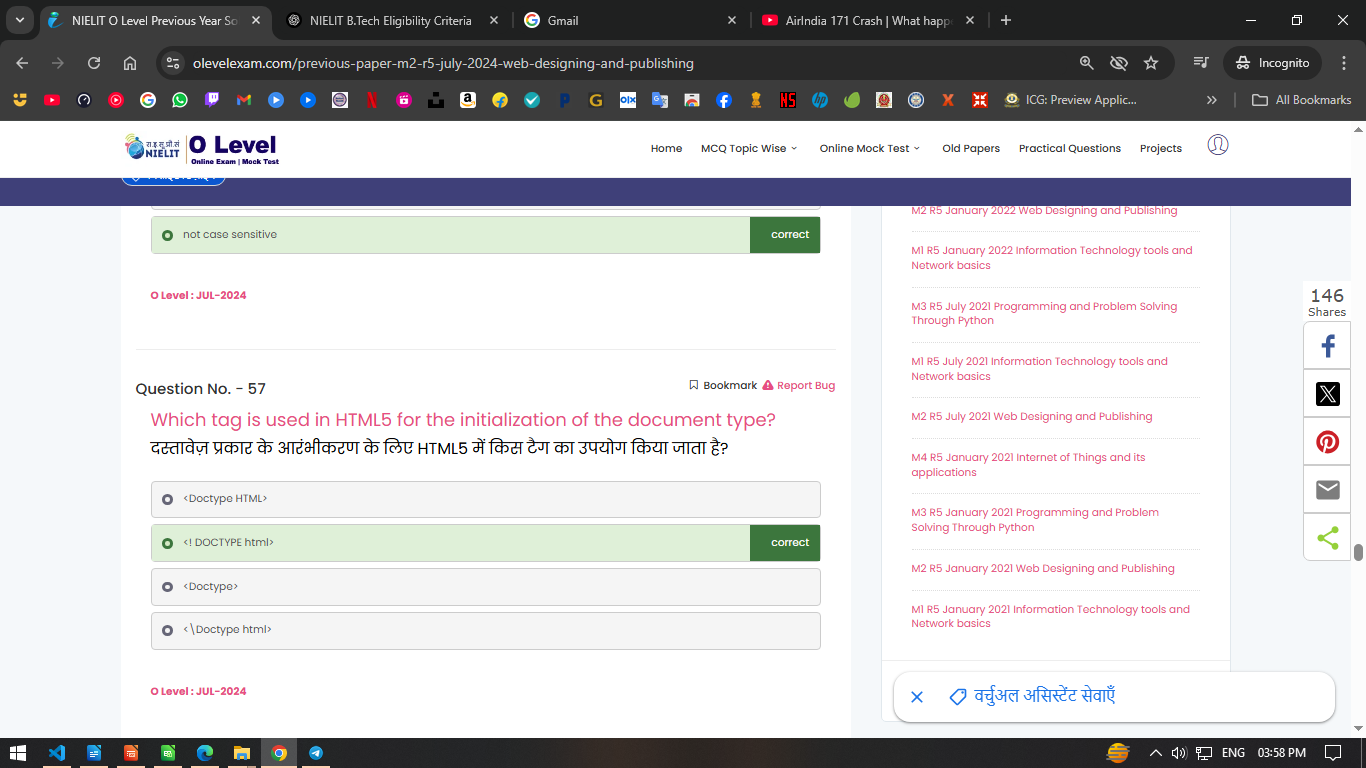 NIELIT O Level Previous Year So
NIELIT B.Tech Eligibility Criteria
Gmail
AirIndia 171 Crash | What happe
olevelexam.com/previous-paper-m2-r5-july-2024-web-designing-and-publishing
Incognito
ICG: Preview Applic...
All Bookmarks
रा.इ.सू.प्रौ.सं
NIELIT
O Level
Online Exam | Mock Test
Home
MCQ Topic Wise
Online Mock Test
Old Papers
Practical Questions
Projects
not case sensitive
correct
O Level : JUL-2024
Question No. - 57
Bookmark
Report Bug
Which tag is used in HTML5 for the initialization of the document type?
दस्तावेज़ प्रकार के आरंभीकरण के लिए HTML5 में किस टैग का उपयोग किया जाता है?
<Doctype HTML>
<! DOCTYPE html>
correct
<Doctype>
<\Doctype html>
O Level : JUL-2024
M2 R5 January 2022 Web Designing and Publishing
M1 R5 January 2022 Information Technology tools and
Network basics
M3 R5 July 2021 Programming and Problem Solving
Through Python
M1 R5 July 2021 Information Technology tools and
Network basics
M2 R5 July 2021 Web Designing and Publishing
M4 R5 January 2021 Internet of Things and its
applications
M3 R5 January 2021 Programming and Problem
Solving Through Python
M2 R5 January 2021 Web Designing and Publishing
M1 R5 January 2021 Information Technology tools and
Network basics
146
Shares
वर्चुअल असिस्टेंट सेवाएँ
ENG
03:58 PM